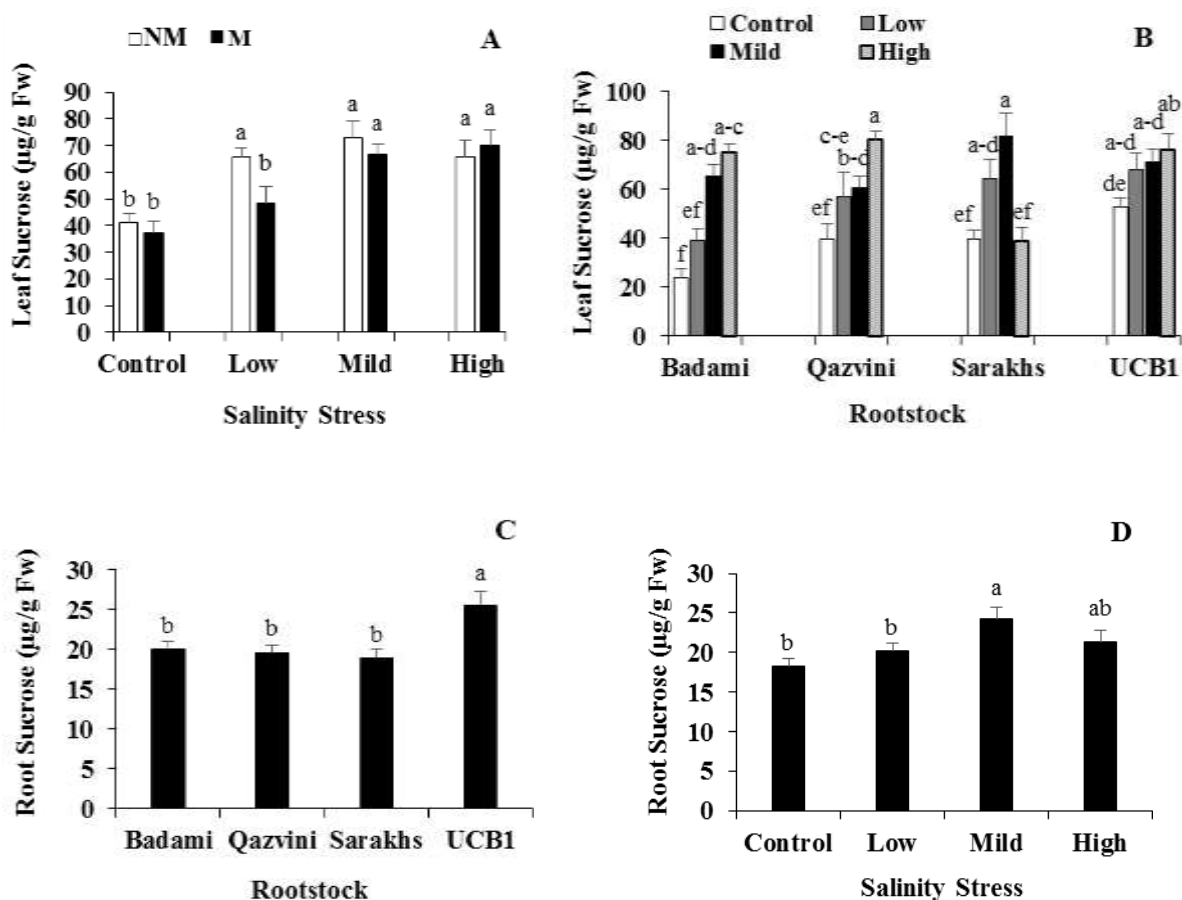 NM M
A
Leaf Sucrose (µg/g Fw)
90
80
70
60
50
40
30
20
10
0
b b a b a a a a
Control Low Mild High
Salinity Stress
Control Low
Mild High
B
Leaf Sucrose (µg/g Fw)
100
80
60
40
20
0
f ef a-d a-c ef c-e b-d a ef a-d a ef de a-d a-d ab
Badami Qazvini Sarakhs UCB1
Rootstock
C
Root Sucrose (µg/g Fw)
30
25
20
15
10
5
0
b b b a
Badami Qazvini Sarakhs UCB1
Rootstock
D
Root Sucrose (µg/g Fw)
30
25
20
15
10
5
0
b b a ab
Control Low Mild High
Salinity Stress